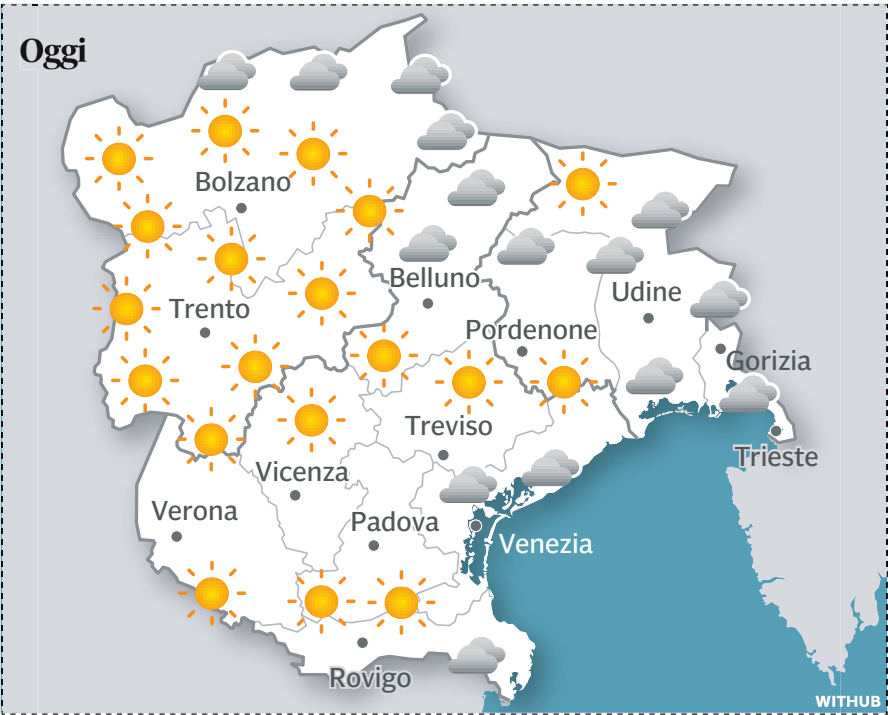 Oggi
Bolzano
Belluno
Trento
Udine
Pordenone
Gorizia
Treviso
Trieste
Vicenza
Verona
Padova
Venezia
Rovigo
WITHUB